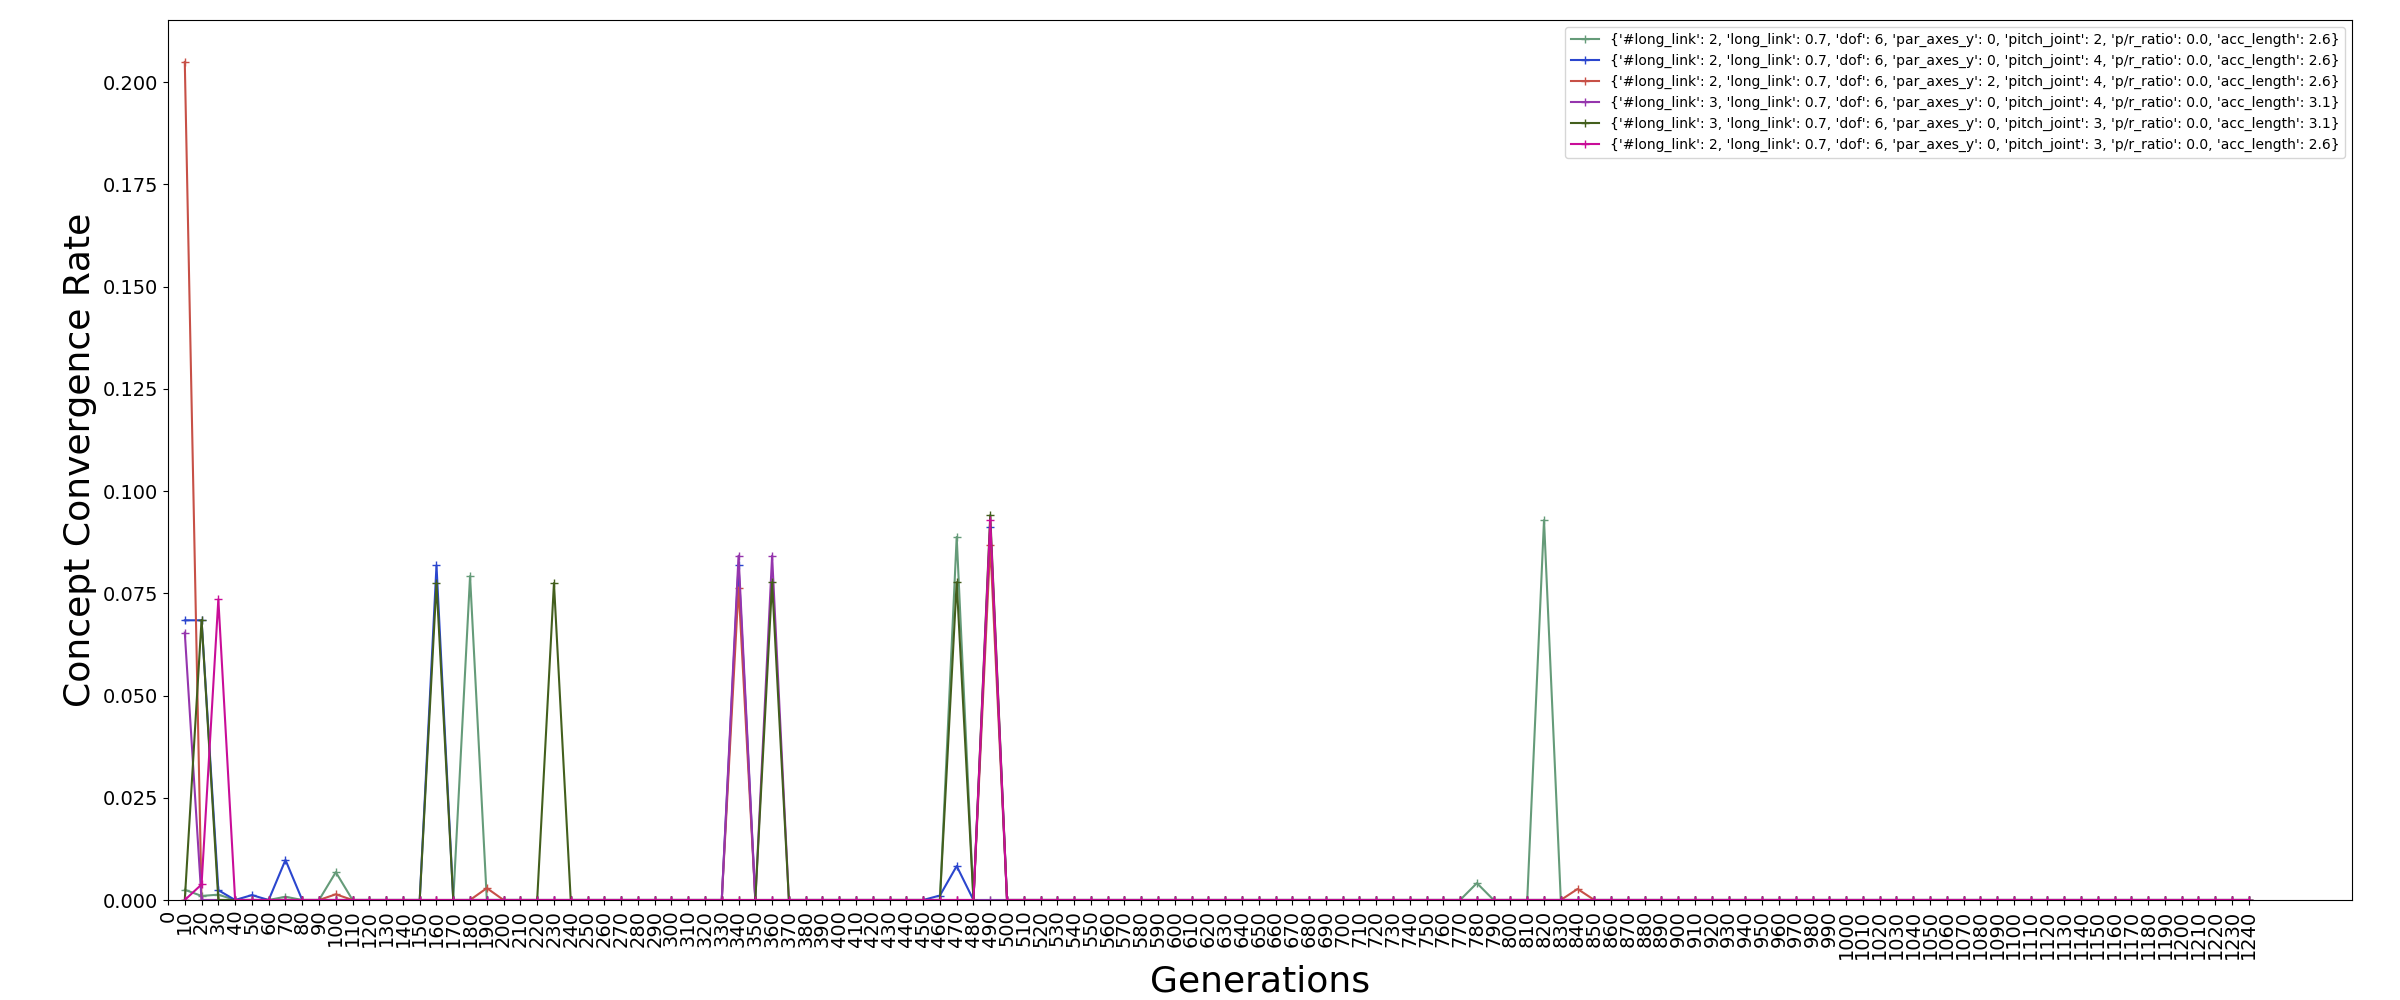 {'#long_link': 2, 'long_link': 0.7, 'dof': 6, 'par_axes_y': 0, 'pitch_joint': 2, 'p/r_ratio': 0.0, 'acc_length': 2.6}
{'#long_link': 2, 'long_link': 0.7, 'dof': 6, 'par_axes_y': 0, 'pitch_joint': 4, 'p/r_ratio': 0.0, 'acc_length': 2.6}
{'#long_link': 2, 'long_link': 0.7, 'dof': 6, 'par_axes_y': 2, 'pitch_joint': 4, 'p/r_ratio': 0.0, 'acc_length': 2.6}
{'#long_link': 3, 'long_link': 0.7, 'dof': 6, 'par_axes_y': 0, 'pitch_joint': 4, 'p/r_ratio': 0.0, 'acc_length': 3.1}
{'#long_link': 3, 'long_link': 0.7, 'dof': 6, 'par_axes_y': 0, 'pitch_joint': 3, 'p/r_ratio': 0.0, 'acc_length': 3.1}
{'#long_link': 2, 'long_link': 0.7, 'dof': 6, 'par_axes_y': 0, 'pitch_joint': 3, 'p/r_ratio': 0.0, 'acc_length': 2.6}
Concept Convergence Rate
0.200
0.175
0.150
0.125
0.100
0.075
0.050
0.025
0.000
0 10 20 30 40 50 60 70 80 90 100 110 120 130 140 150 160 170 180 190 200 210 220 230 240 250 260 270 280 290 300 310 320 330 340 350 360 370 380 390 400 410 420 430 440 450 460 470 480 490 500 510 520 530 540 550 560 570 580 590 600 610 620 630 640 650 660 670 680 690 700 710 720 730 740 750 760 770 780 790 800 810 820 830 840 850 860 870 880 890 900 910 920 930 940 950 960 970 980 990 1000 1010 1020 1030 1040 1050 1060 1070 1080 1090 1100 1110 1120 1130 1140 1150 1160 1170 1180 1190 1200 1210 1220 1230 1240
Generations